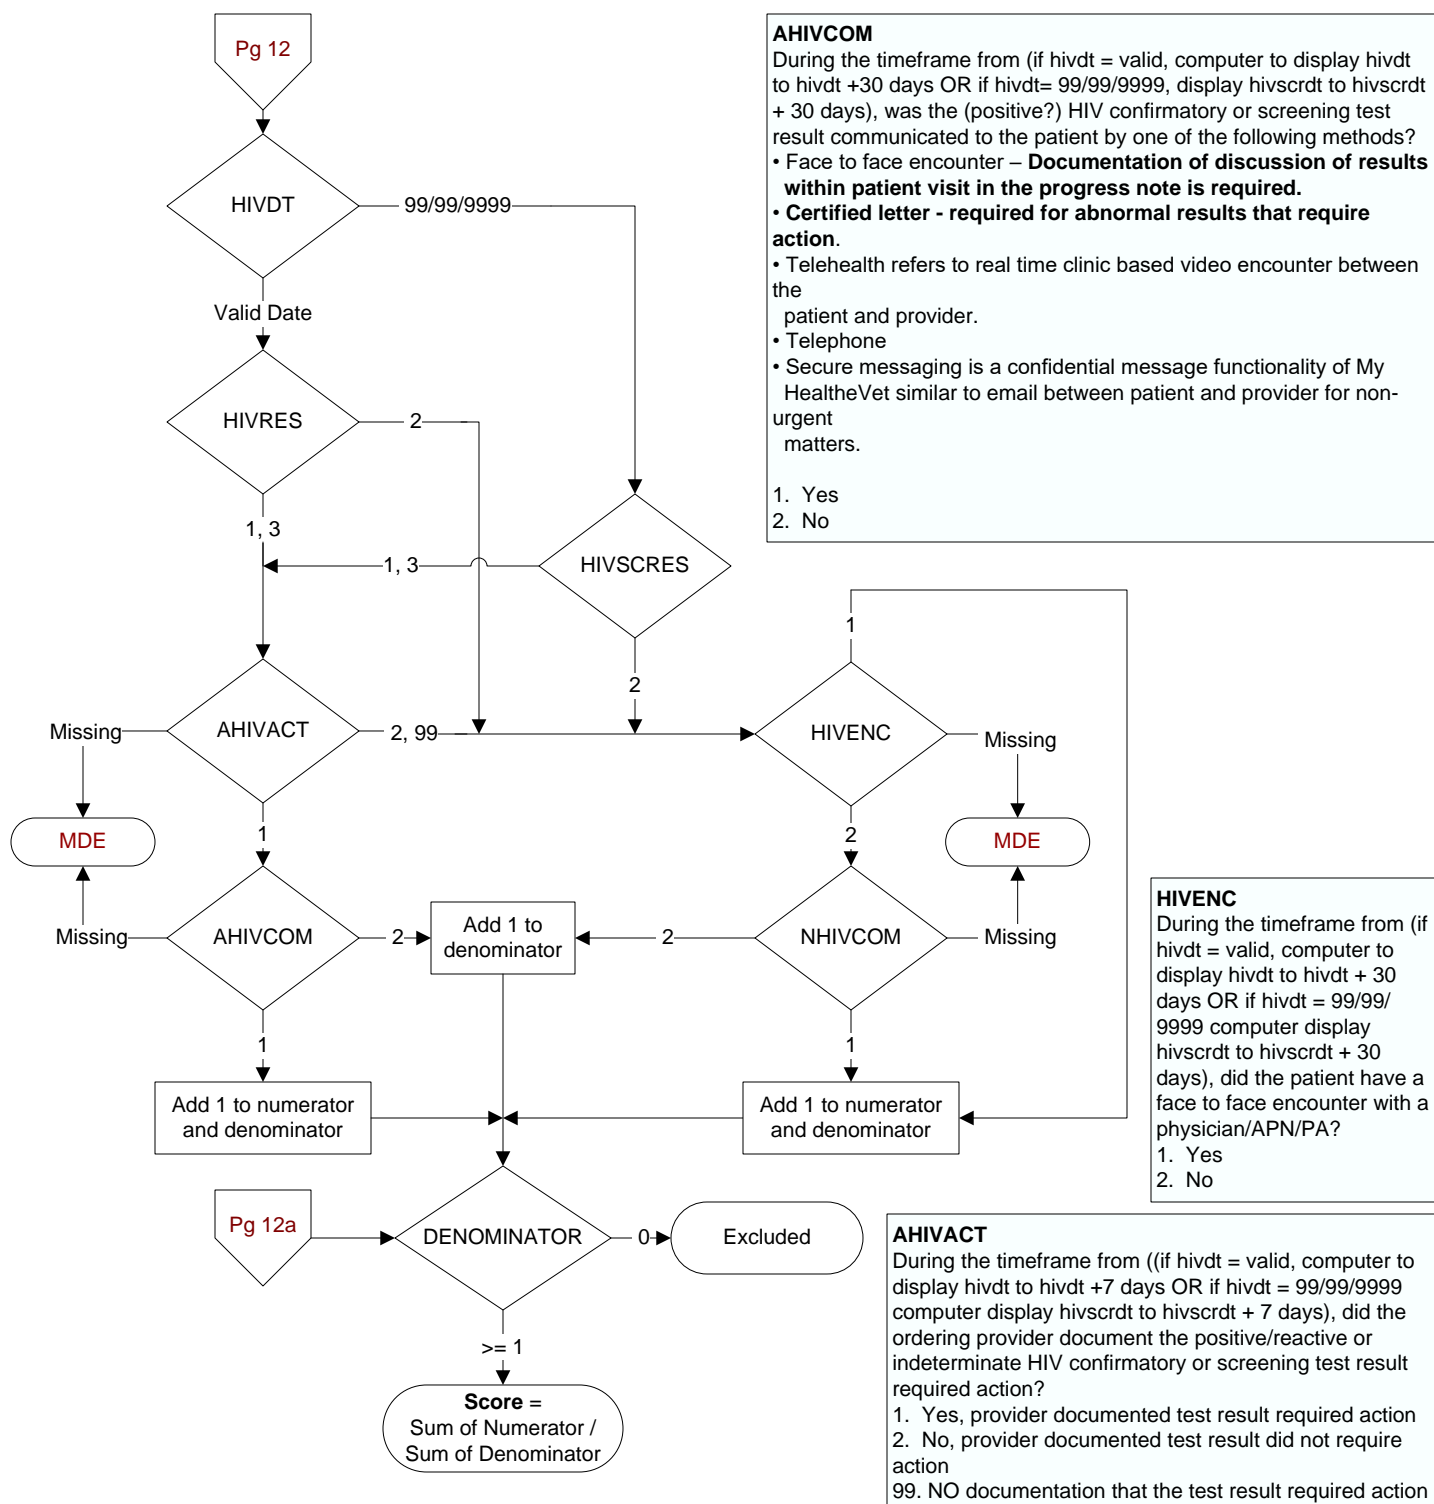 Pg 12
AHIVCOM
During the timeframe from (if hivdt = valid, computer to display hivdt
to hivdt +30 days OR if hivdt= 99/99/9999, display hivscrdt to hivscrdt
+ 30 days), was the (positive?) HIV confirmatory or screening test
result communicated to the patient by one of the following methods?
• Face to face encounter – Documentation of discussion of results
within patient visit in the progress note is required.
• Certified letter - required for abnormal results that require
action.
• Telehealth refers to real time clinic based video encounter between
the
patient and provider.
• Telephone
• Secure messaging is a confidential message functionality of My
HealtheVet similar to email between patient and provider for non-
urgent
matters.
1. Yes
2. No
HIVDT
99/99/9999
Valid Date
HIVRES
2
1, 3
HIVSCRES
1, 3
2
1
AHIVACT
Missing
2, 99
HIVENC
Missing
MDE
1
2
MDE
AHIVCOM
Missing
2
Add 1 to
denominator
2
NHIVCOM
Missing
HIVENC
During the timeframe from (if
hivdt = valid, computer to
display hivdt to hivdt + 30
days OR if hivdt = 99/99/
9999 computer display
hivscrdt to hivscrdt + 30
days), did the patient have a
face to face encounter with a
physician/APN/PA?
1. Yes
2. No
1
1
Add 1 to numerator
and denominator
Add 1 to numerator
and denominator
Pg 12a
DENOMINATOR
0
Excluded
>= 1
Score =
Sum of Numerator /
Sum of Denominator
AHIVACT
During the timeframe from ((if hivdt = valid, computer to
display hivdt to hivdt +7 days OR if hivdt = 99/99/9999
computer display hivscrdt to hivscrdt + 7 days), did the
ordering provider document the positive/reactive or
indeterminate HIV confirmatory or screening test result
required action?
1. Yes, provider documented test result required action
2. No, provider documented test result did not require
action
99. NO documentation that the test result required action